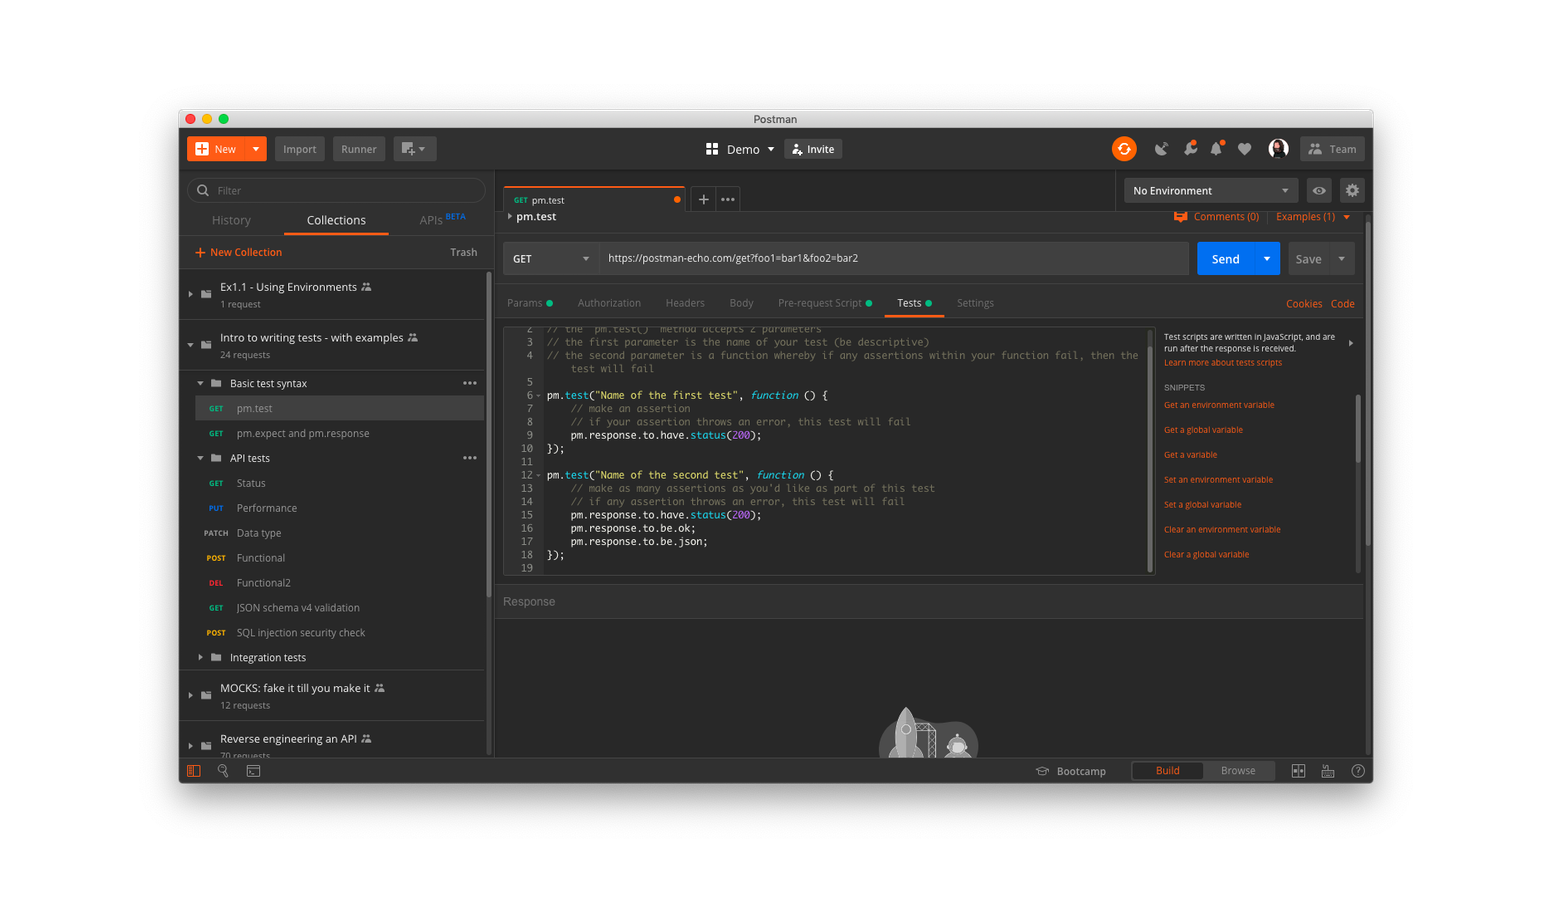 Postman
New
Import
Runner
Demo
Invite
Team
Filter
History
Collections
APIs BETA
New Collection
Trash
Ex1.1 - Using Environments
1 request
Intro to writing tests - with examples
24 requests
Basic test syntax
GET pm.test
GET pm.expect and pm.response
API tests
GET Status
PUT Performance
PATCH Data type
POST Functional
DEL Functional2
GET JSON schema v4 validation
POST SQL injection security check
Integration tests
MOCKS: fake it till you make it
12 requests
Reverse engineering an API
70 requests
GET pm.test
No Environment
pm.test
Comments (0)
Examples (1)
GET
https://postman-echo.com/get?foo1=bar1&foo2=bar2
Send
Save
Params
Authorization
Headers
Body
Pre-request Script
Tests
Settings
Cookies
Code
2 // the `pm.test()` method accepts 2 parameters
3 // the first parameter is the name of your test (be descriptive)
4 // the second parameter is a function whereby if any assertions within your function fail, then the
test will fail
5
6 pm.test("Name of the first test", function () {
7 // make an assertion
8 // if your assertion throws an error, this test will fail
9 pm.response.to.have.status(200);
10 });
11
12 pm.test("Name of the second test", function () {
13 // make as many assertions as you'd like as part of this test
14 // if any assertion throws an error, this test will fail
15 pm.response.to.have.status(200);
16 pm.response.to.be.ok;
17 pm.response.to.be.json;
18 });
19
Test scripts are written in JavaScript, and are
run after the response is received.
Learn more about tests scripts
SNIPPETS
Get an environment variable
Get a global variable
Get a variable
Set an environment variable
Set a global variable
Clear an environment variable
Clear a global variable
Response
Bootcamp
Build
Browse